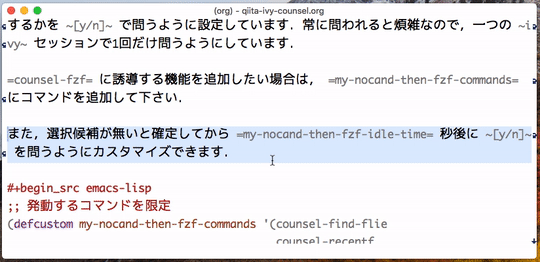 (org) - qiita-ivy-counsel.org
するかを ~[y/n]~ で問うように設定しています．常に問われると煩雑なので，一つの ~i
vy~ セッションで1回だけ問うようにしています．
=counsel-fzf= に誘導する機能を追加したい場合は， =my-nocand-then-fzf-commands=
にコマンドを追加して下さい．
また，選択候補が無いと確定してから =my-nocand-then-fzf-idle-time= 秒後に ~[y/n]~
を問うようにカスタマイズできます．
#+begin_src emacs-lisp
;; 発動するコマンドを限定
(defcustom my-nocand-then-fzf-commands '(counsel-find-flie
counsel-recentf